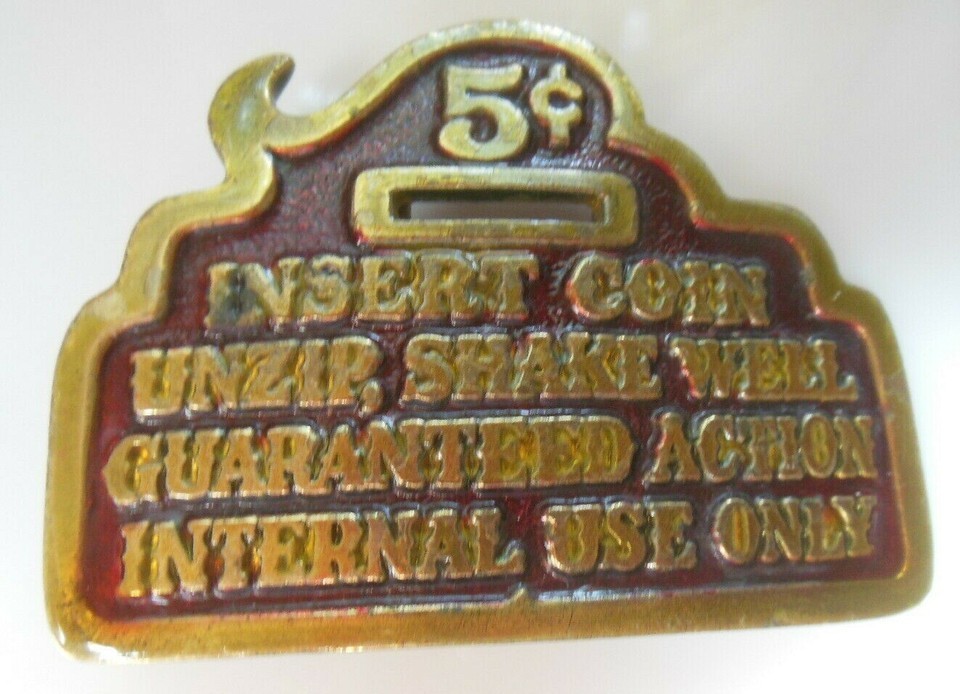 5¢
INSERT COIN
UNZIP, SHAKE WELL
GUARANTEED ACTION
INTERNAL USE ONLY